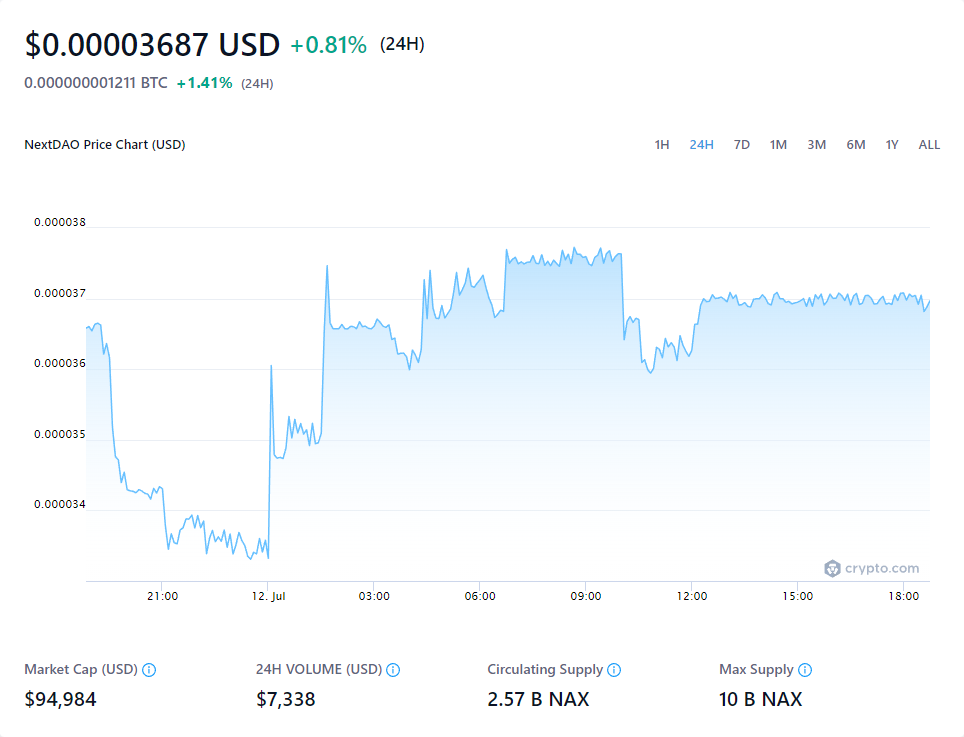 $0.00003687 USD +0.81% (24H)
0.000000001211 BTC +1.41% (24H)
NextDAO Price Chart (USD) 1H 24H 7D 1M 3M 6M 1Y ALL
0.000038
0.000037
0.000036
0.000035
0.000034
crypto.com
21:00 12. Jul 03:00 06:00 09:00 12:00 15:00 18:00
Market Cap (USD) 24H VOLUME (USD) Circulating Supply Max Supply
$94,984 $7,338 2.57 B NAX 10 B NAX